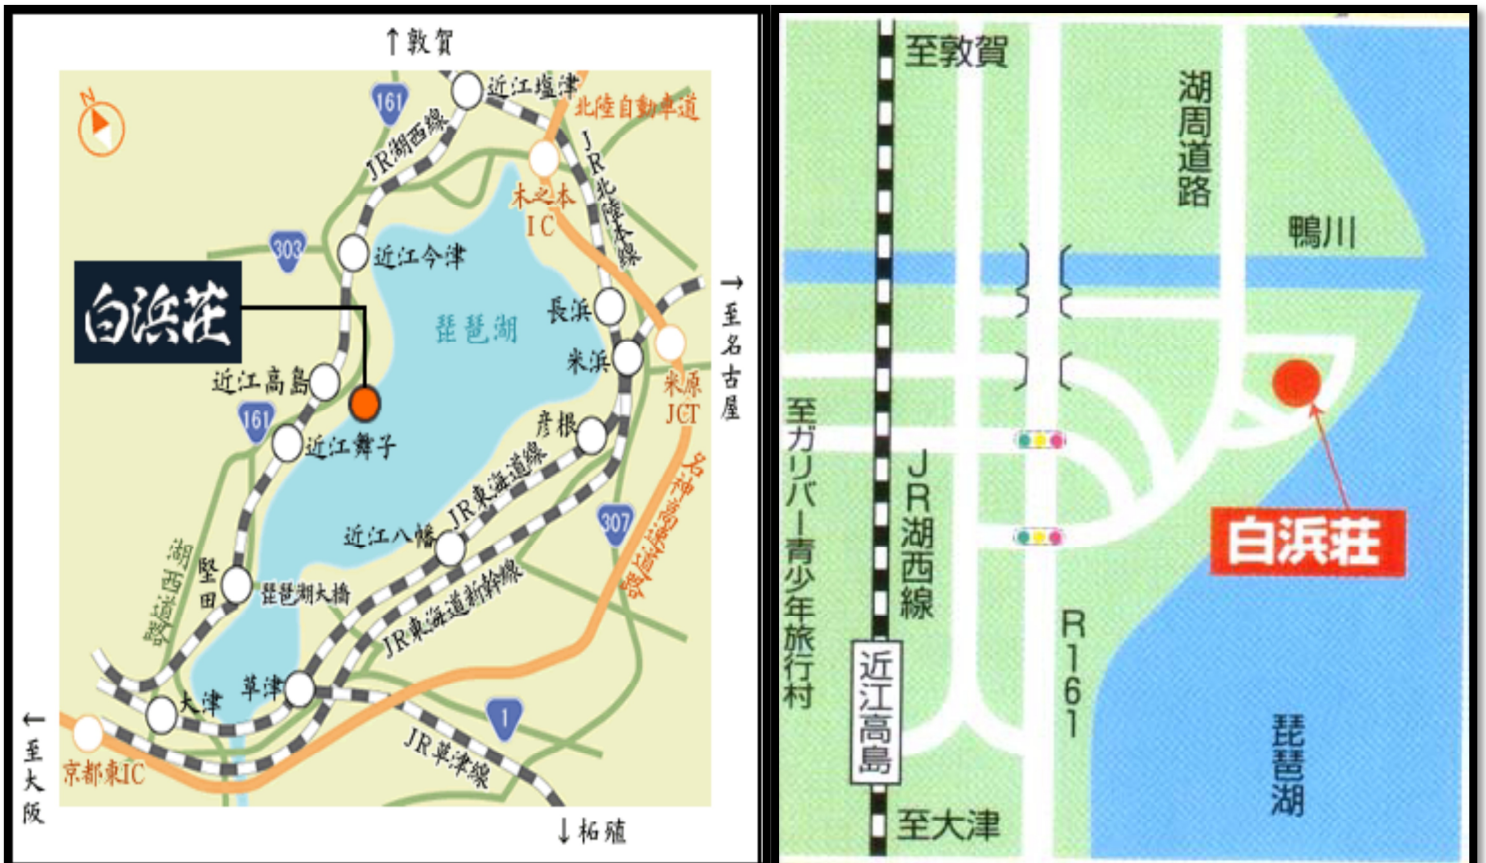 ↑敦賀
N
161
近江塩津
北陸自動車道
JR湖西線
JR北陸本線
木之本
IC
303
近江今津
白浜荘
琵琶湖
長浜
米浜
→至名古屋
近江高島
米原
JCT
161
近江舞子
彦根
JR東海道線
名神高速道路
307
近江八幡
湖西道路
堅田
琵琶湖大橋
JR東海道新幹線
草津
大津
1
←至大阪
京都東IC
JR草津線
↓柘殖
至敦賀
湖周道路
鴨川
至ガリバー青少年旅行村
JR湖西線
白浜荘
R161
近江高島
琵琶湖
至大津